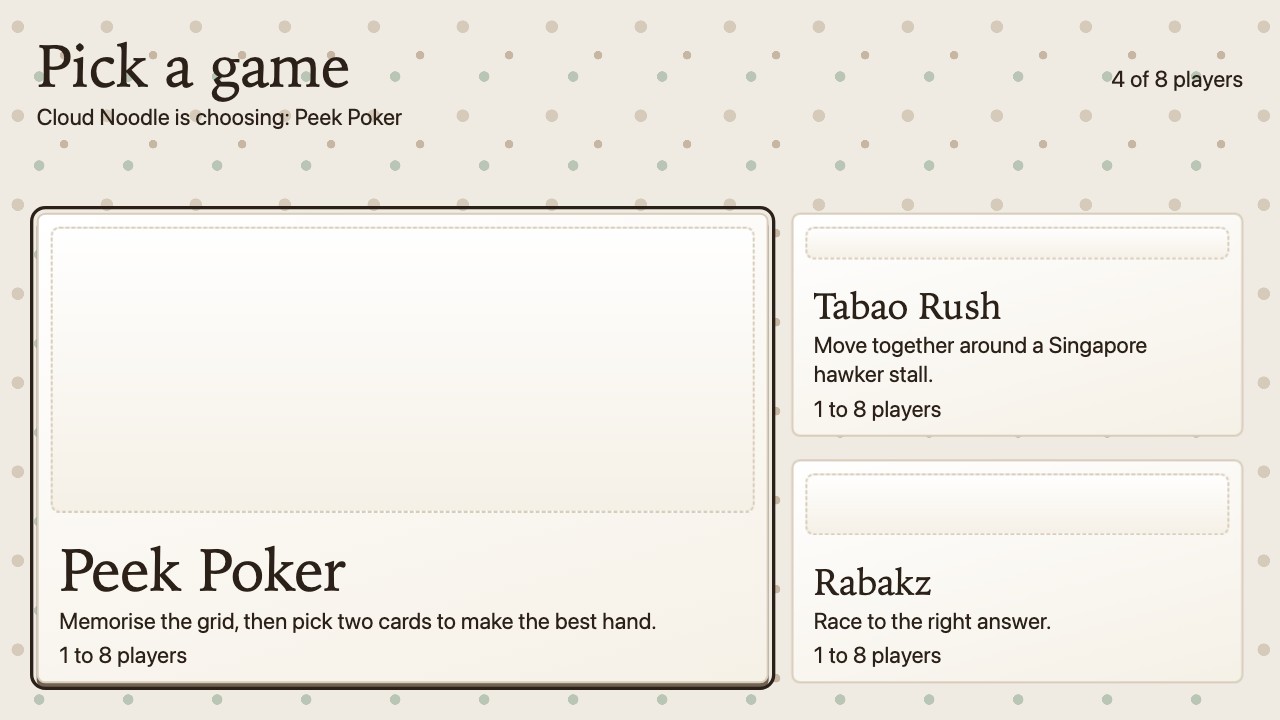 Pick a game
4 of 8 players
Cloud Noodle is choosing: Peek Poker
Peek Poker
Memorise the grid, then pick two cards to make the best hand.
1 to 8 players
Tabao Rush
Move together around a Singapore
hawker stall.
1 to 8 players
Rabakz
Race to the right answer.
1 to 8 players